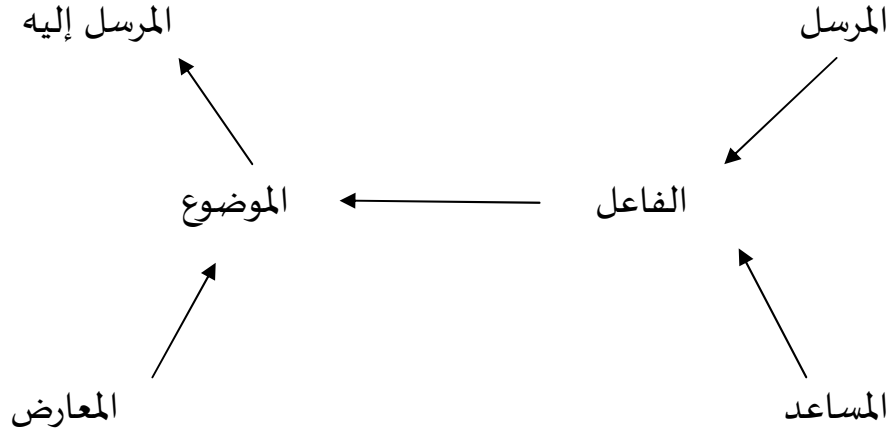 المرسل المرسل إليه
الفاعل الموضوع
المساعد المعارض